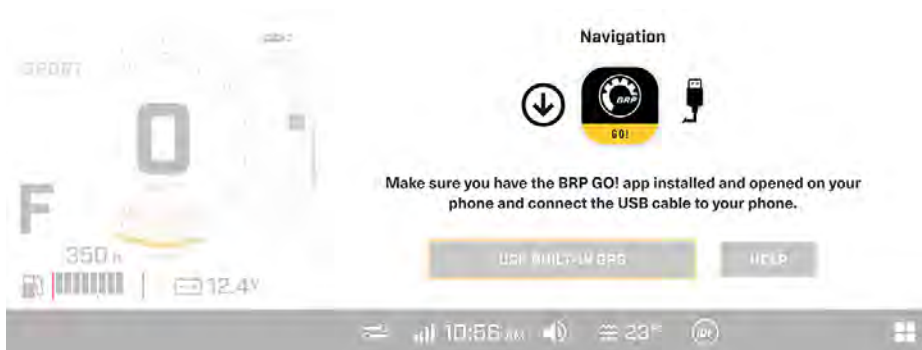 Navigation
SPORT
BRP
GO!
0
Make sure you have the BRP GO! app installed and opened on your
phone and connect the USB cable to your phone.
F
USE BUILT-IN GPS
HELP
350 h
12.4V
10:56 AM
23°
iDF